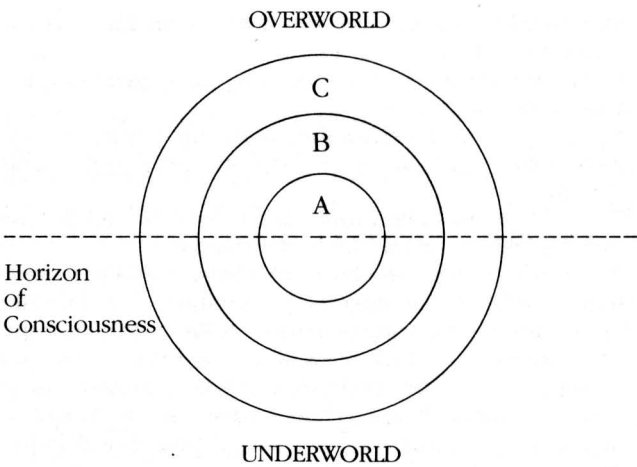 OVERWORLD
C
B
A
Horizon
of
Consciousness
UNDERWORLD